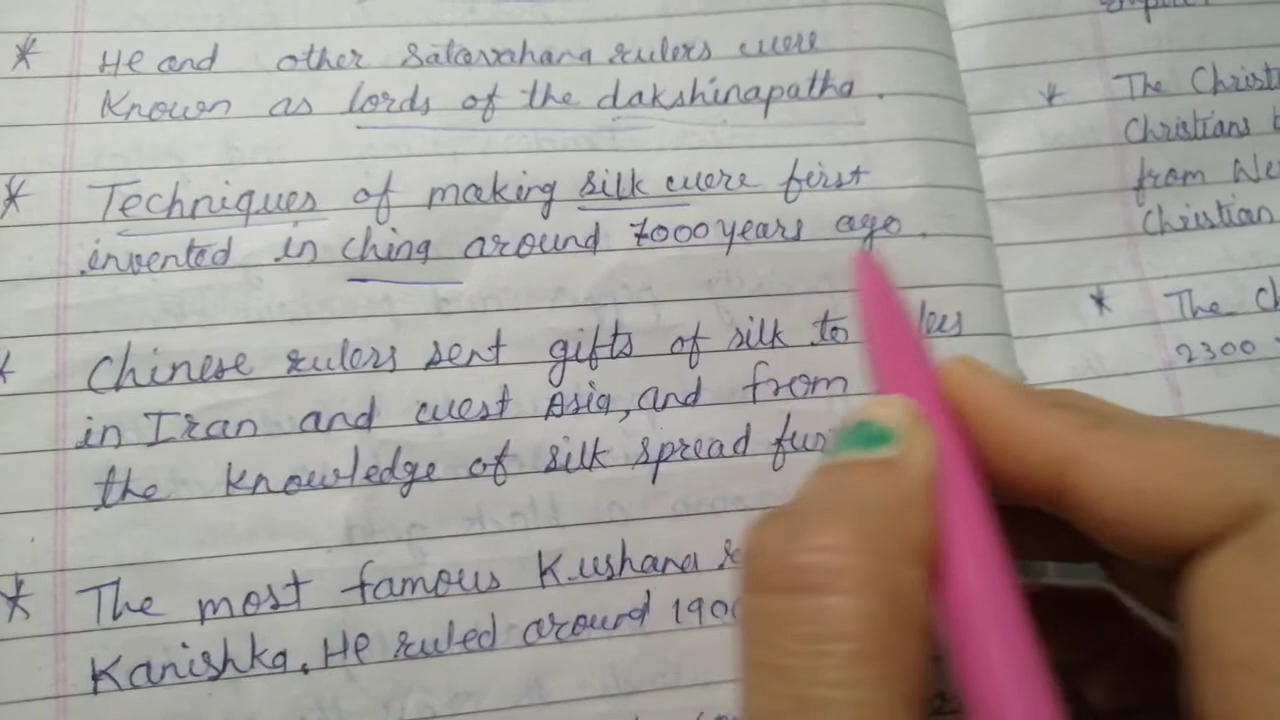 * He and other Satavahana rulers were
known as lords of the dakshinapatha.
* Techniques of making silk were first
invented in China around 7000 years ago.
Chinese rulers sent gifts of silk to
in Iran and west Asia, and from
the knowledge of silk spread
* The most famous Kushana
Kanishka. He ruled around
* The Christ
Christians
from We
Christian
* The Ch
2300